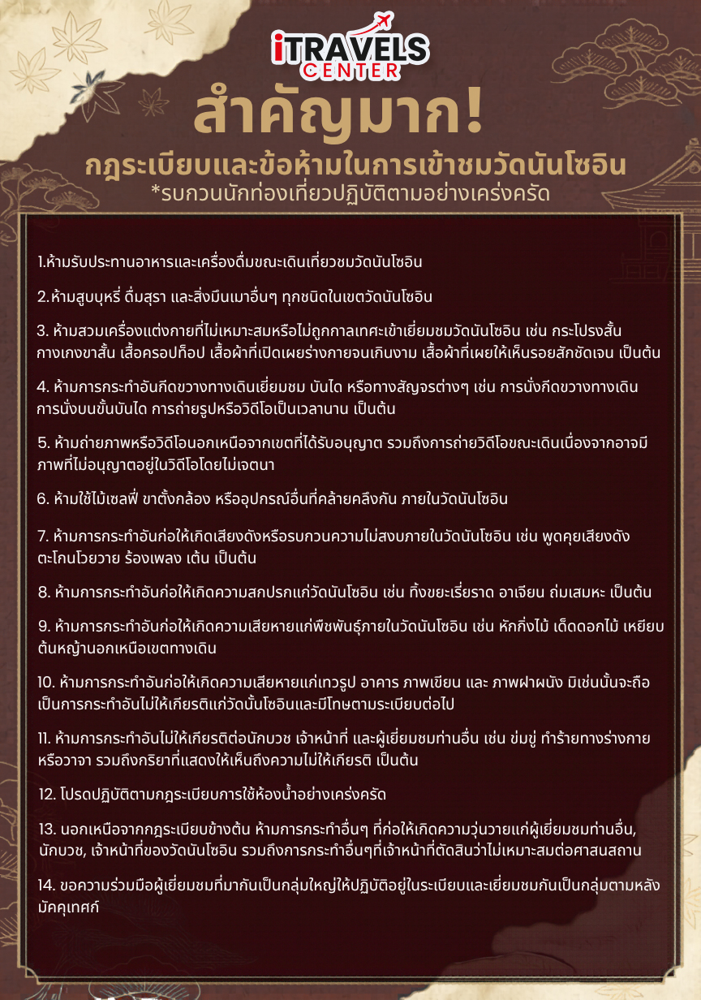 iTRAVELS
CENTER
สำคัญมาก!
กฎระเบียบและข้อห้ามในการเข้าชมวัดนันโซอิน
*รบกวนนักท่องเที่ยวปฏิบัติตามอย่างเคร่งครัด
1.ห้ามรับประทานอาหารและเครื่องดื่มขณะเดินเที่ยวชมวัดนันโซอิน
2.ห้ามสูบบุหรี่ ดื่มสุรา และสิ่งมึนเมาอื่นๆ ทุกชนิดในเขตวัดนันโซอิน
3. ห้ามสวมเครื่องแต่งกายที่ไม่เหมาะสมหรือไม่ถูกกาลเทศะเข้าเยี่ยมชมวัดนันโซอิน เช่น กระโปรงสั้น
กางเกงขาสั้น เสื้อครอปท็อป เสื้อผ้าที่เปิดเผยร่างกายจนเกินงาม เสื้อผ้าที่เผยให้เห็นรอยสักชัดเจน เป็นต้น
4. ห้ามการกระทำอันกีดขวางทางเดินเยี่ยมชม บันได หรือทางสัญจรต่างๆ เช่น การนั่งกีดขวางทางเดิน
การนั่งบนขั้นบันได การถ่ายรูปหรือวิดีโอเป็นเวลานาน เป็นต้น
5. ห้ามถ่ายภาพหรือวิดีโอนอกเหนือจากเขตที่ได้รับอนุญาต รวมถึงการถ่ายวิดีโอขณะเดินเนื่องจากอาจมี
ภาพที่ไม่อนุญาตอยู่ในวิดีโอโดยไม่เจตนา
6. ห้ามใช้ไม้เซลฟี่ ขาตั้งกล้อง หรืออุปกรณ์อื่นที่คล้ายคลึงกัน ภายในวัดนันโซอิน
7. ห้ามการกระทำอันก่อให้เกิดเสียงดังหรือรบกวนความไม่สงบภายในวัดนันโซอิน เช่น พูดคุยเสียงดัง
ตะโกนโวยวาย ร้องเพลง เต้น เป็นต้น
8. ห้ามการกระทำอันก่อให้เกิดความสกปรกแก่วัดนันโซอิน เช่น ทิ้งขยะเรี่ยราด อาเจียน ถ่มเสมหะ เป็นต้น
9. ห้ามการกระทำอันก่อให้เกิดความเสียหายแก่พืชพันธุ์ภายในวัดนันโซอิน เช่น หักกิ่งไม้ เด็ดดอกไม้ เหยียบ
ต้นหญ้านอกเหนือเขตทางเดิน
10. ห้ามการกระทำอันก่อให้เกิดความเสียหายแก่เทวรูป อาคาร ภาพเขียน และ ภาพฝาผนัง มิเช่นนั้นจะถือ
เป็นการกระทำอันไม่ให้เกียรติแก่วัดนั้นโซอินและมีโทษตามระเบียบต่อไป
11. ห้ามการกระทำอันไม่ให้เกียรติต่อนักบวช เจ้าหน้าที่ และผู้เยี่ยมชมท่านอื่น เช่น ข่มขู่ ทำร้ายทางร่างกาย
หรือวาจา รวมถึงกริยาที่แสดงให้เห็นถึงความไม่ให้เกียรติ เป็นต้น
12. โปรดปฏิบัติตามกฎระเบียบการใช้ห้องน้ำอย่างเคร่งครัด
13. นอกเหนือจากกฎระเบียบข้างต้น ห้ามการกระทำอื่นๆ ที่ก่อให้เกิดความวุ่นวายแก่ผู้เยี่ยมชมท่านอื่น,
นักบวช, เจ้าหน้าที่ของวัดนันโซอิน รวมถึงการกระทำอื่นๆที่เจ้าหน้าที่ตัดสินว่าไม่เหมาะสมต่อศาสนสถาน
14. ขอความร่วมมือผู้เยี่ยมชมที่มากันเป็นกลุ่มใหญ่ให้ปฏิบัติอยู่ในระเบียบและเยี่ยมชมกันเป็นกลุ่มตามหลัง
มัคคุเทศก์